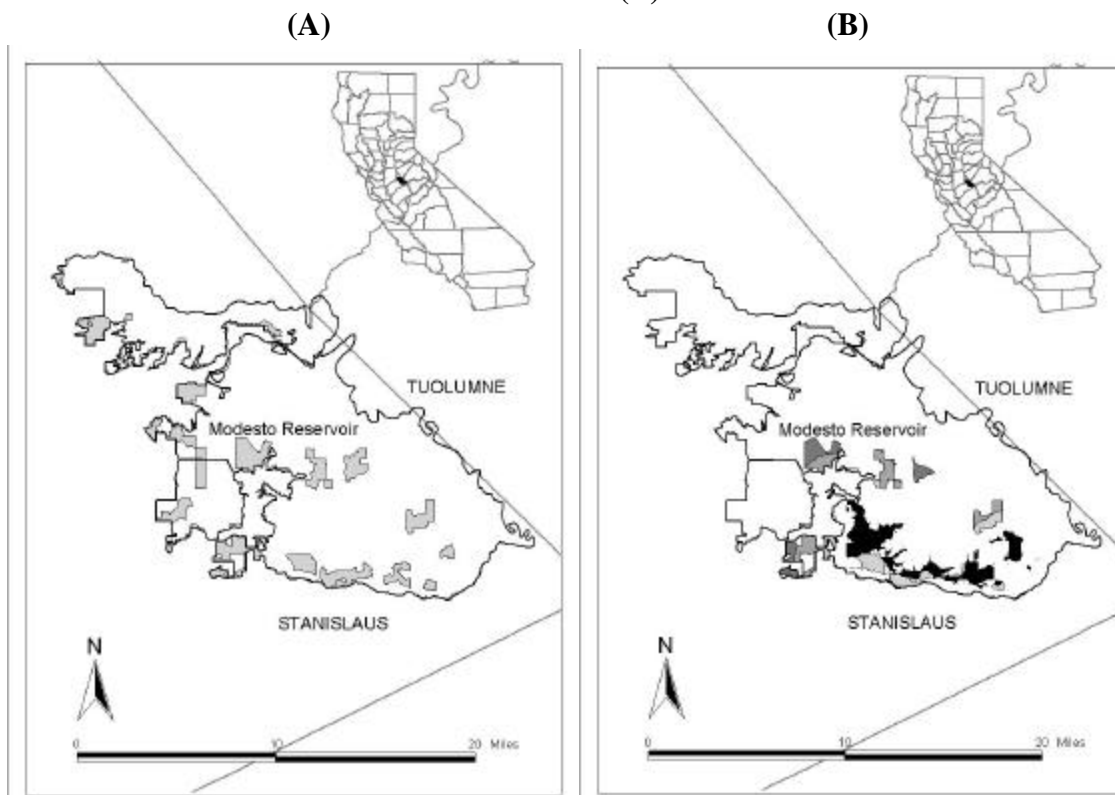 (A)
TUOLUMNE
Modesto Reservoir
STANISLAUS
N
0 10 20 Miles
(B)
TUOLUMNE
Modesto Reservoir
STANISLAUS
N
0 10 20 Miles